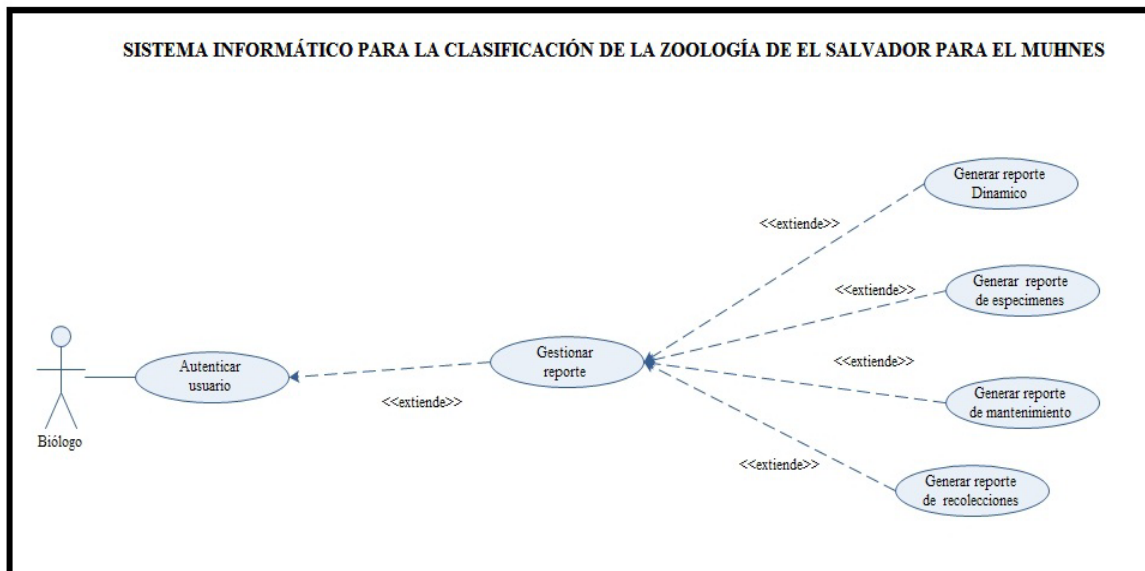 SISTEMA INFORMÁTICO PARA LA CLASIFICACIÓN DE LA ZOOLOGÍA DE EL SALVADOR PARA EL MUHNES
Generar reporte
Dinamico
<<extiende>>
Generar reporte
de especimenes
<<extiende>>
Autenticar
usuario
Gestionar
reporte
<<extiende>>
<<extiende>>
Generar reporte
de mantenimiento
Biólogo
<<extiende>>
Generar reporte
de recolecciones